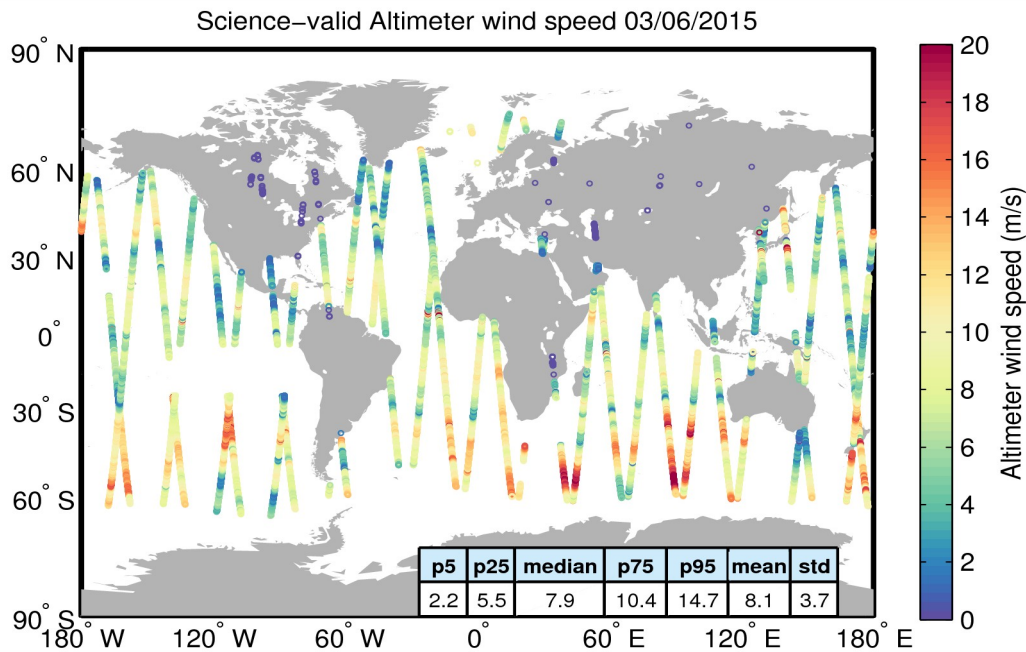 Science−valid Altimeter wind speed 03/06/2015
90° N
60° N
30° N
0°
30° S
60° S
90° S
180° W
120° W
60° W
0°
60° E
120° E
180° E
p5 p25 median p75 p95 mean std
2.2 5.5 7.9 10.4 14.7 8.1 3.7
20
18
16
14
12
10
8
6
4
2
0
Altimeter wind speed (m/s)